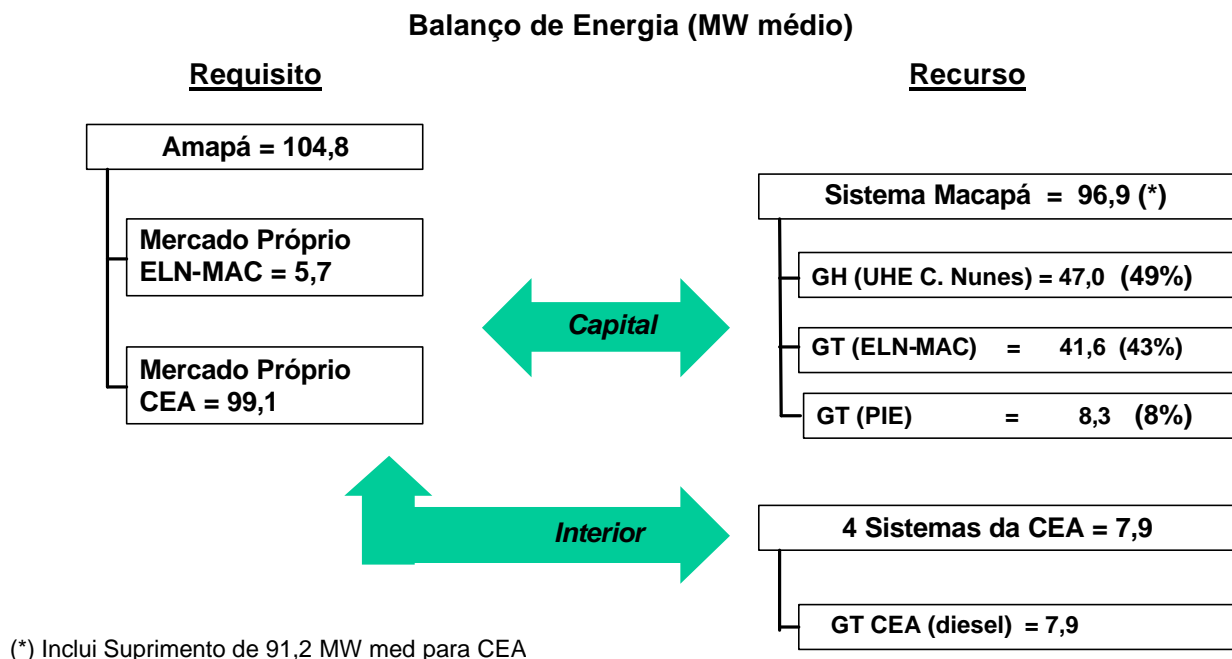 Balanço de Energia (MW médio)
Requisito
Recurso
Amapá = 104,8
Mercado Próprio
ELN-MAC = 5,7
Mercado Próprio
CEA = 99,1
Capital
Interior
Sistema Macapá = 96,9 (*)
GH (UHE C. Nunes) = 47,0 (49%)
GT (ELN-MAC) = 41,6 (43%)
GT (PIE) = 8,3 (8%)
4 Sistemas da CEA = 7,9
GT CEA (diesel) = 7,9
(*) Inclui Suprimento de 91,2 MW med para CEA